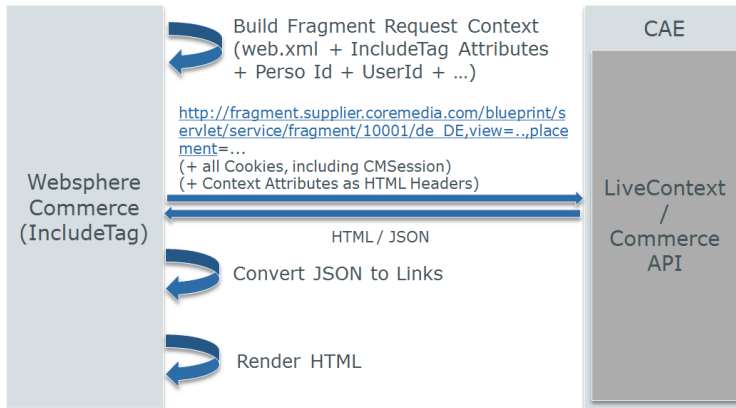 Build Fragment Request Context
(web.xml + IncludeTag Attributes
+ Perso Id + UserId + …)
CAE
http://fragment.supplier.coremedia.com/blueprint/s
ervlet/service/fragment/10001/de_DE,view=..,place
ment=...
(+ all Cookies, including CMSession)
(+ Context Attributes as HTML Headers)
Websphere
Commerce
(IncludeTag)
LiveContext
/
Commerce
API
HTML / JSON
Convert JSON to Links
Render HTML